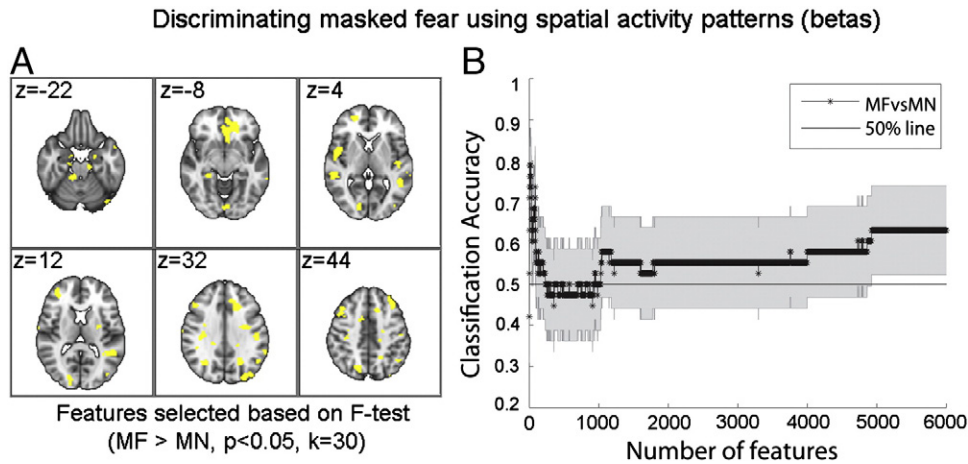 Discriminating masked fear using spatial activity patterns (betas)
A
z=-22
z=-8
z=4
z=12
z=32
z=44
Features selected based on F-test
(MF > MN, p<0.05, k=30)
B
MFvsMN
50% line
Classification Accuracy
1
0.9
0.8
0.7
0.6
0.5
0.4
0.3
0.2
0 1000 2000 3000 4000 5000 6000
Number of features